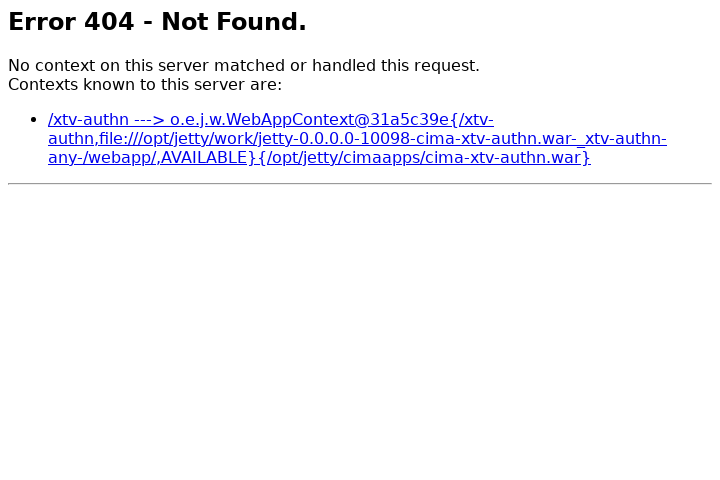 Error 404 - Not Found.
No context on this server matched or handled this request.
Contexts known to this server are:
/xtv-authn ---> o.e.j.w.WebAppContext@31a5c39e{/xtv-
authn,file:///opt/jetty/work/jetty-0.0.0.0-10098-cima-xtv-authn.war-_xtv-authn-
any-/webapp/,AVAILABLE}{/opt/jetty/cimaapps/cima-xtv-authn.war}